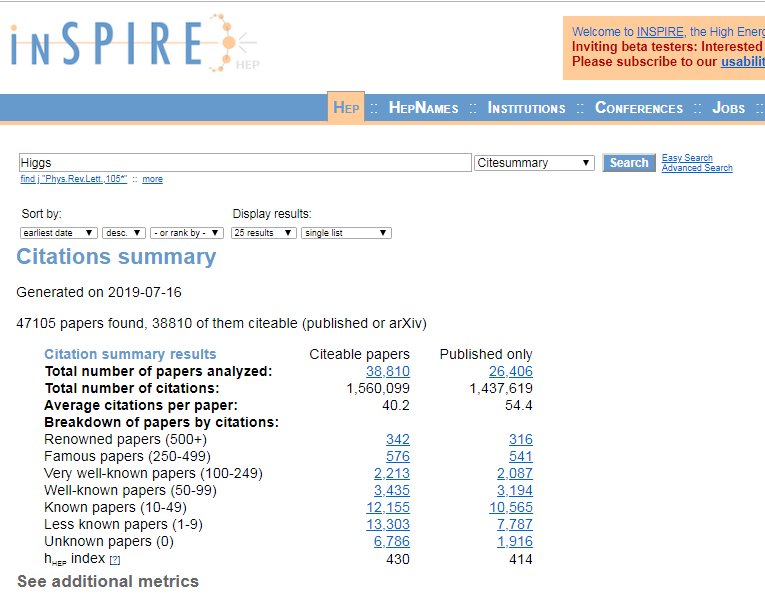 inSPIRE HEP
Welcome to INSPIRE, the High Energ
Inviting beta testers: Interested
Please subscribe to our usabilit
HEP :: HEPNAMES :: INSTITUTIONS :: CONFERENCES :: JOBS ::
Higgs Citesummary Search Easy Search
Advanced Search
find j "Phys.Rev.Lett.,105*" :: more
Sort by: Display results:
earliest date desc. - or rank by - 25 results single list
Citations summary
Generated on 2019-07-16
47105 papers found, 38810 of them citeable (published or arXiv)
Citation summary results Citeable papers Published only
Total number of papers analyzed: 38,810 26,406
Total number of citations: 1,560,099 1,437,619
Average citations per paper: 40.2 54.4
Breakdown of papers by citations:
Renowned papers (500+) 342 316
Famous papers (250-499) 576 541
Very well-known papers (100-249) 2,213 2,087
Well-known papers (50-99) 3,435 3,194
Known papers (10-49) 12,155 10,565
Less known papers (1-9) 13,303 7,787
Unknown papers (0) 6,786 1,916
hHEP index [?] 430 414
See additional metrics